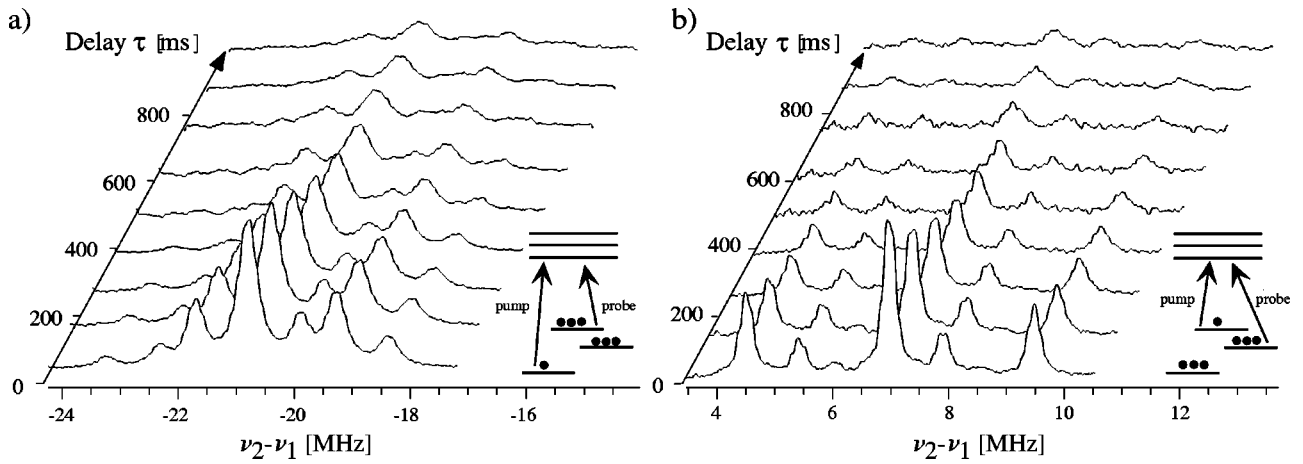 a)
Delay τ [ms]
800
600
400
200
0
-24 -22 -20 -18 -16
ν2-ν1 [MHz]
pump
probe
b)
Delay τ [ms]
800
600
400
200
0
4 6 8 10 12
ν2-ν1 [MHz]
pump
probe